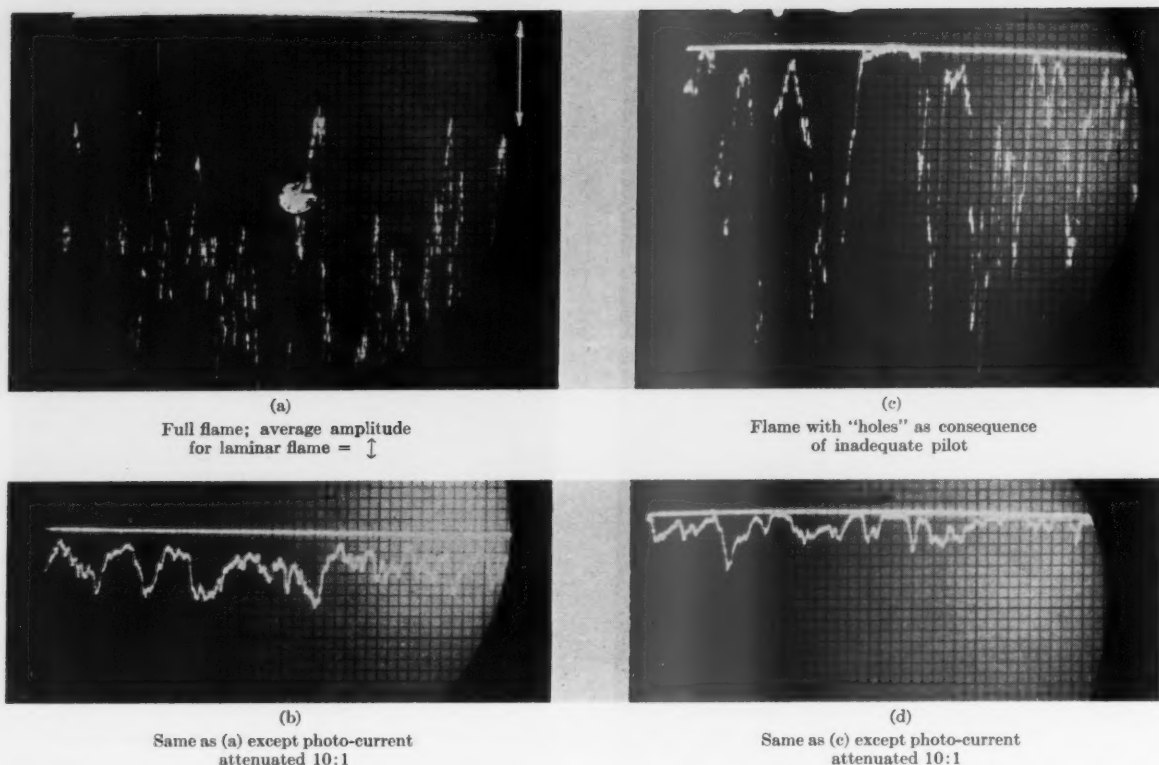 (a)
Full flame; average amplitude
for laminar flame = ↕
(c)
Flame with "holes" as consequence
of inadequate pilot
(b)
Same as (a) except photo-current
attenuated 10:1
(d)
Same as (c) except photo-current
attenuated 10:1